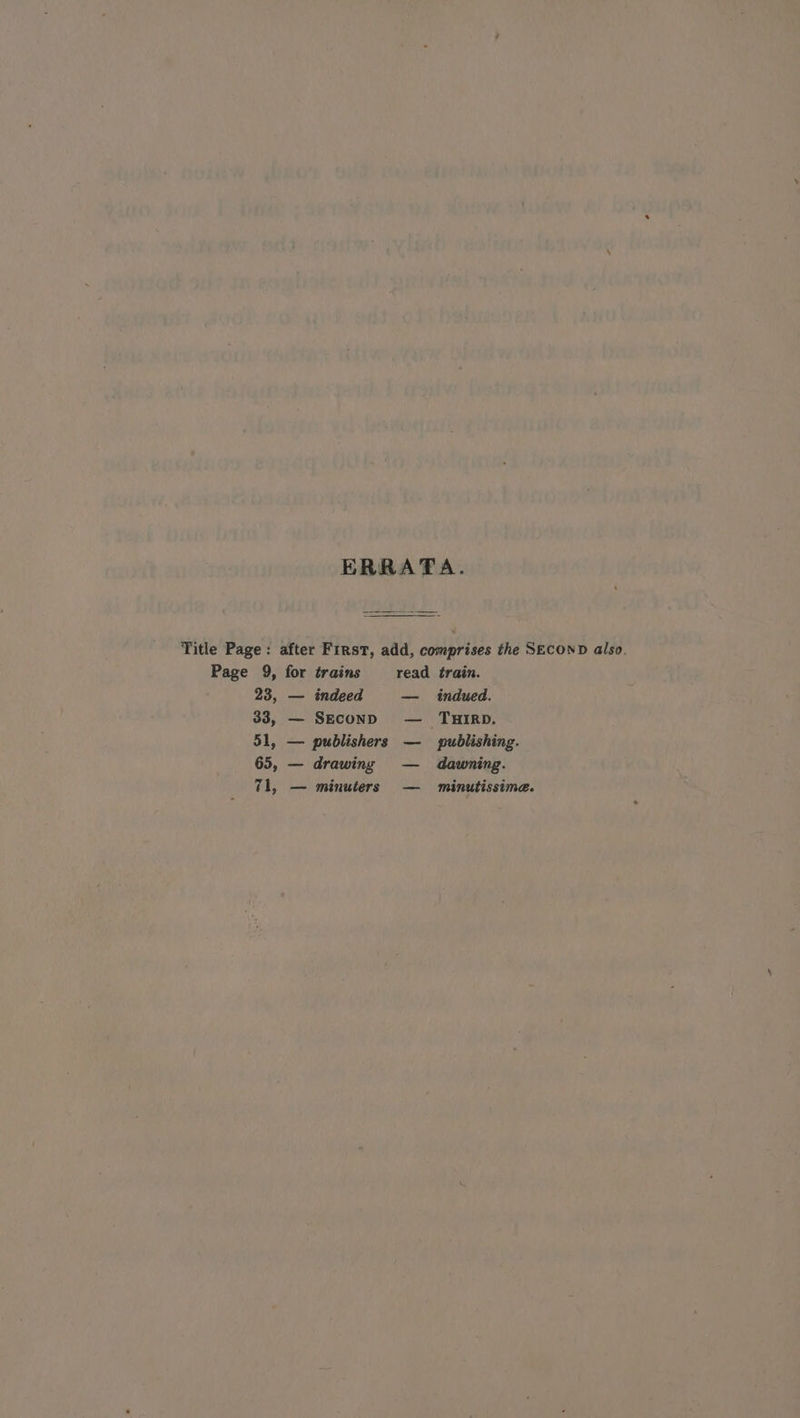 ERRATA.
Title Page: after FIRST, add, comprises the SECOND also.
Page 9, for trains read train.
23, — indeed — indued.
33, — SECOND — THIRD.
51, — publishers — publishing.
65, — drawing — dawning.
71, — minuters — minutissimæ.